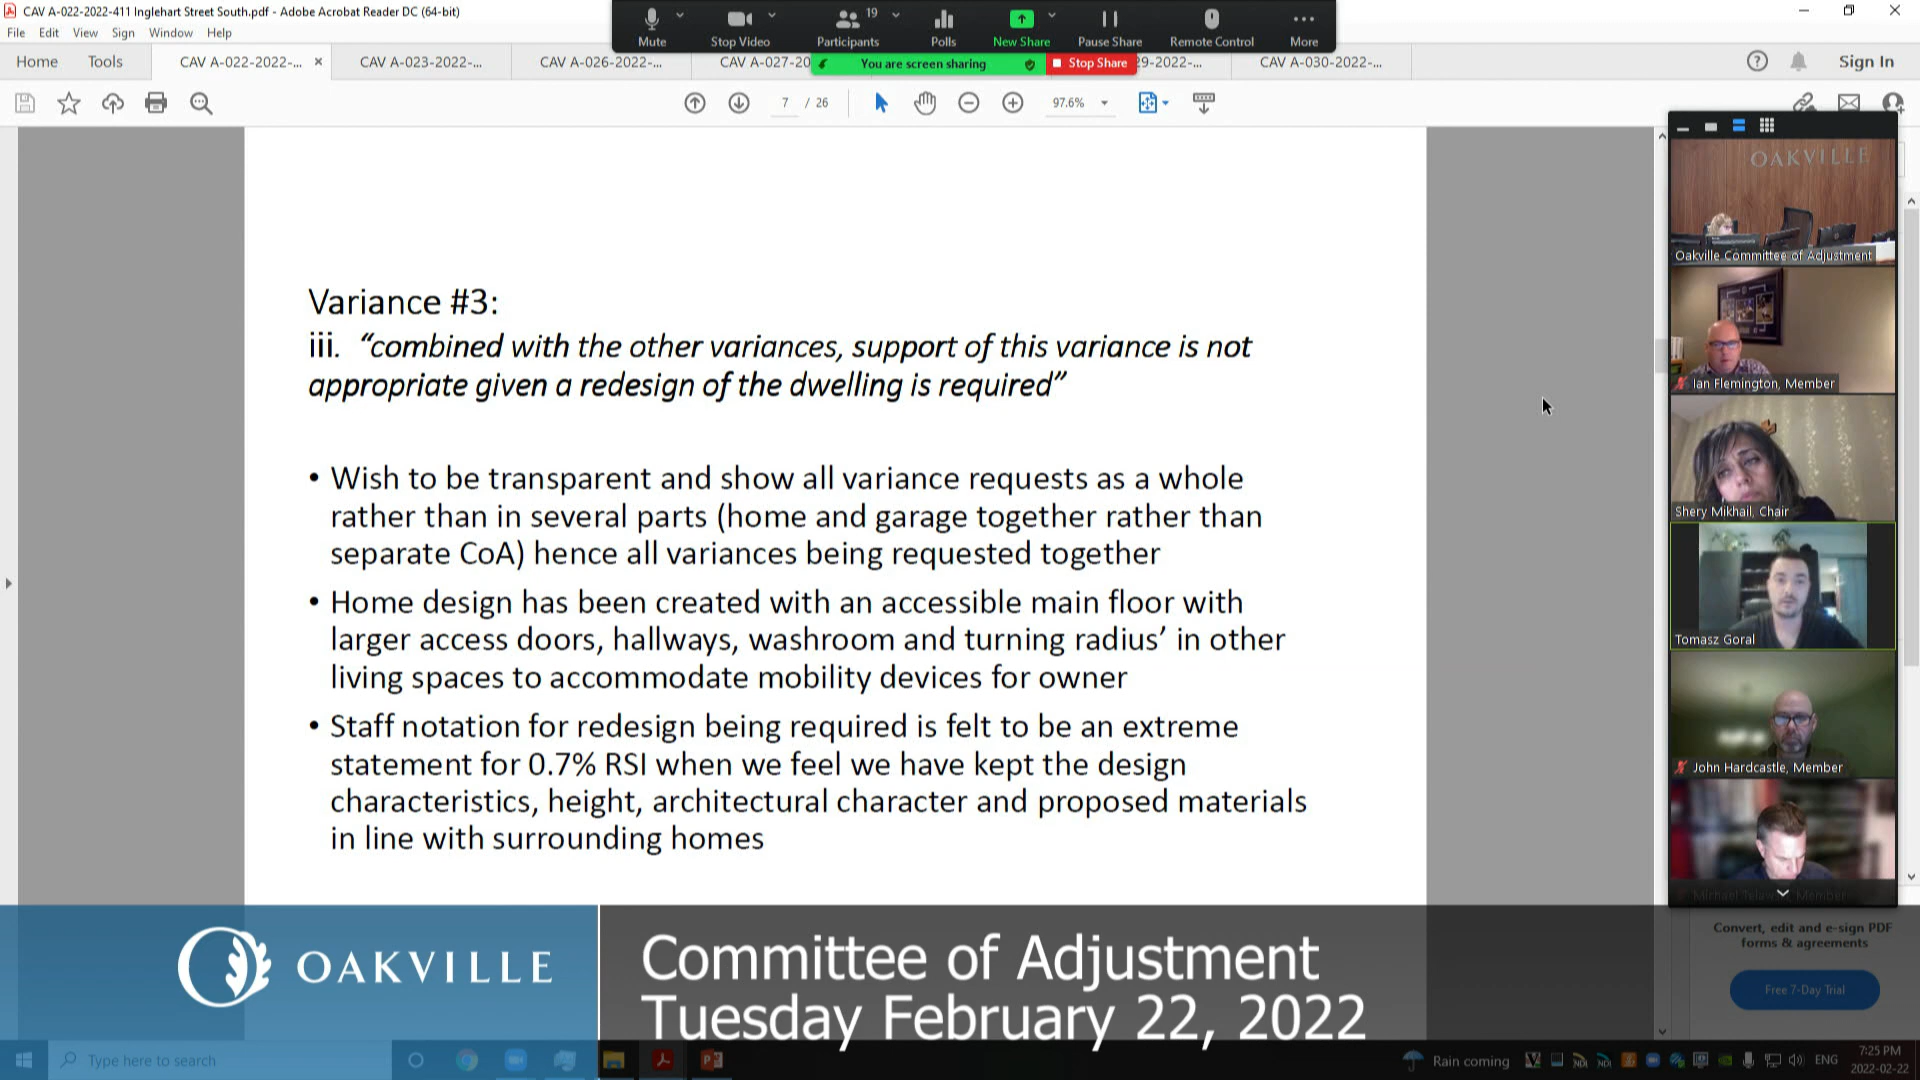 CAV A-022-2022-411 Inglehart Street South.pdf - Adobe Acrobat Reader DC (64-bit)
File Edit View Sign Window Help
Mute
Stop Video
19
Participants
Polls
New Share
Pause Share
Remote Control
More
You are screen sharing
Stop Share
Home
Tools
CAV A-022-2022-...
CAV A-023-2022-...
CAV A-026-2022-...
CAV A-027-20
29-2022-...
CAV A-030-2022-...
Sign In
7 / 26
97.6%
Variance #3:
iii. “combined with the other variances, support of this variance is not
appropriate given a redesign of the dwelling is required”
• Wish to be transparent and show all variance requests as a whole
rather than in several parts (home and garage together rather than
separate CoA) hence all variances being requested together
• Home design has been created with an accessible main floor with
larger access doors, hallways, washroom and turning radius’ in other
living spaces to accommodate mobility devices for owner
• Staff notation for redesign being required is felt to be an extreme
statement for 0.7% RSI when we feel we have kept the design
characteristics, height, architectural character and proposed materials
in line with surrounding homes
OAKVILLE
Oakville Committee of Adjustment
Ian Flemington, Member
Shery Mikhail, Chair
Tomasz Goral
John Hardcastle, Member
Convert, edit and e-sign PDF
forms & agreements
Free 7-Day Trial
OAKVILLE
Committee of Adjustment
Tuesday February 22, 2022
Type here to search
Rain coming
ENG
7:25 PM
2022-02-22